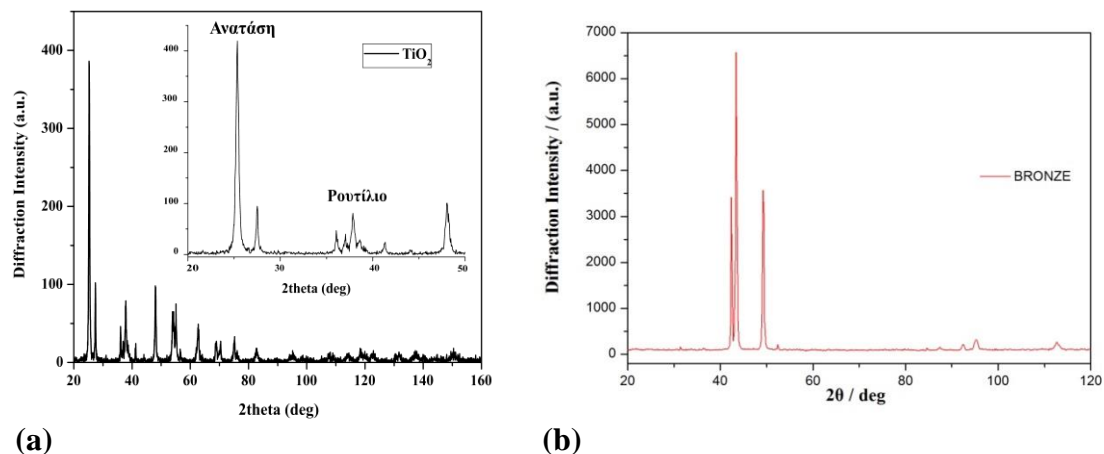 Diffraction Intensity (a.u.)
400
300
200
100
0
20 40 60 80 100 120 140 160
2theta (deg)
Ανατάση
TiO2
400
300
200
100
0
Ρουτίλιο
20 30 40 50
2theta (deg)
(a)
Diffraction Intensity / (a.u.)
7000
6000
5000
4000
3000
2000
1000
0
BRONZE
20 40 60 80 100 120
2θ / deg
(b)